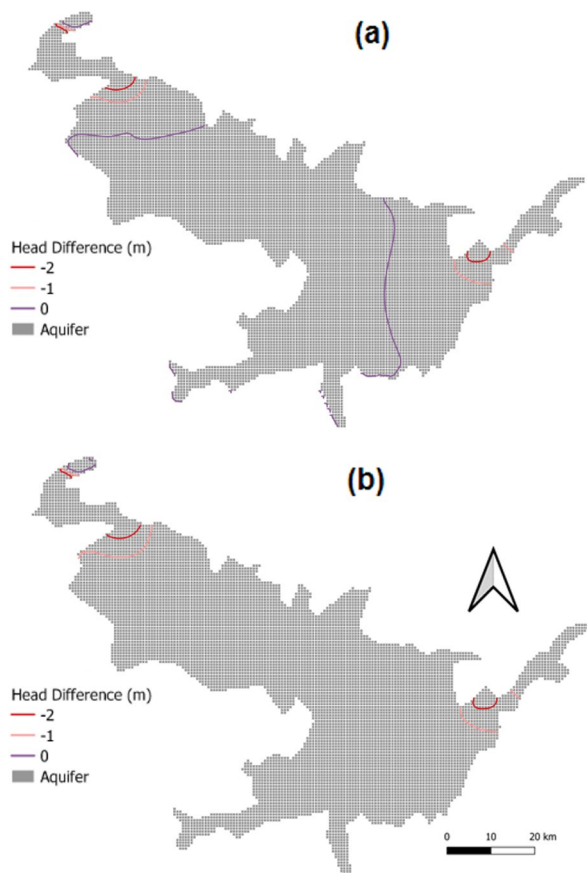 (a)
Head Difference (m)
-2
-1
0
Aquifer
(b)
Head Difference (m)
-2
-1
0
Aquifer
0 10 20 km